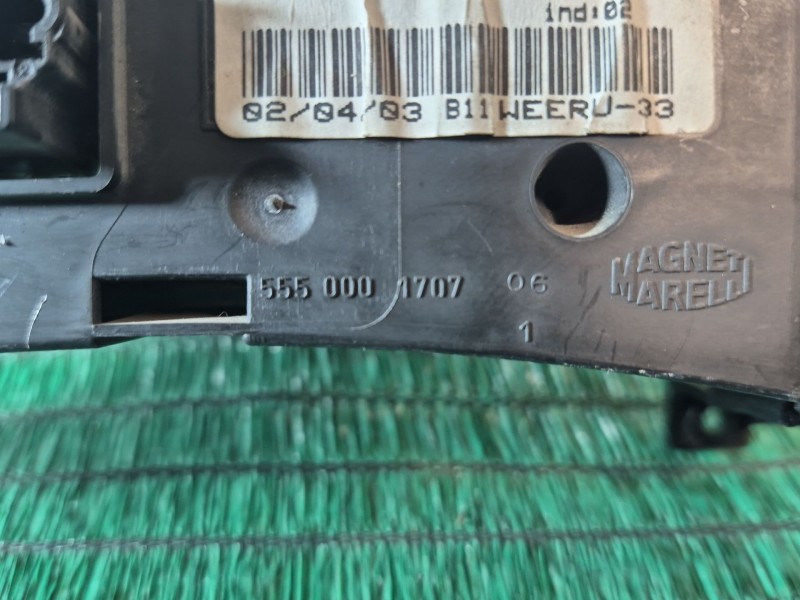 ind:02
02/04/03 B11 WEERU-33
555 000 1707 06
1
MAGNETI
MARELLI